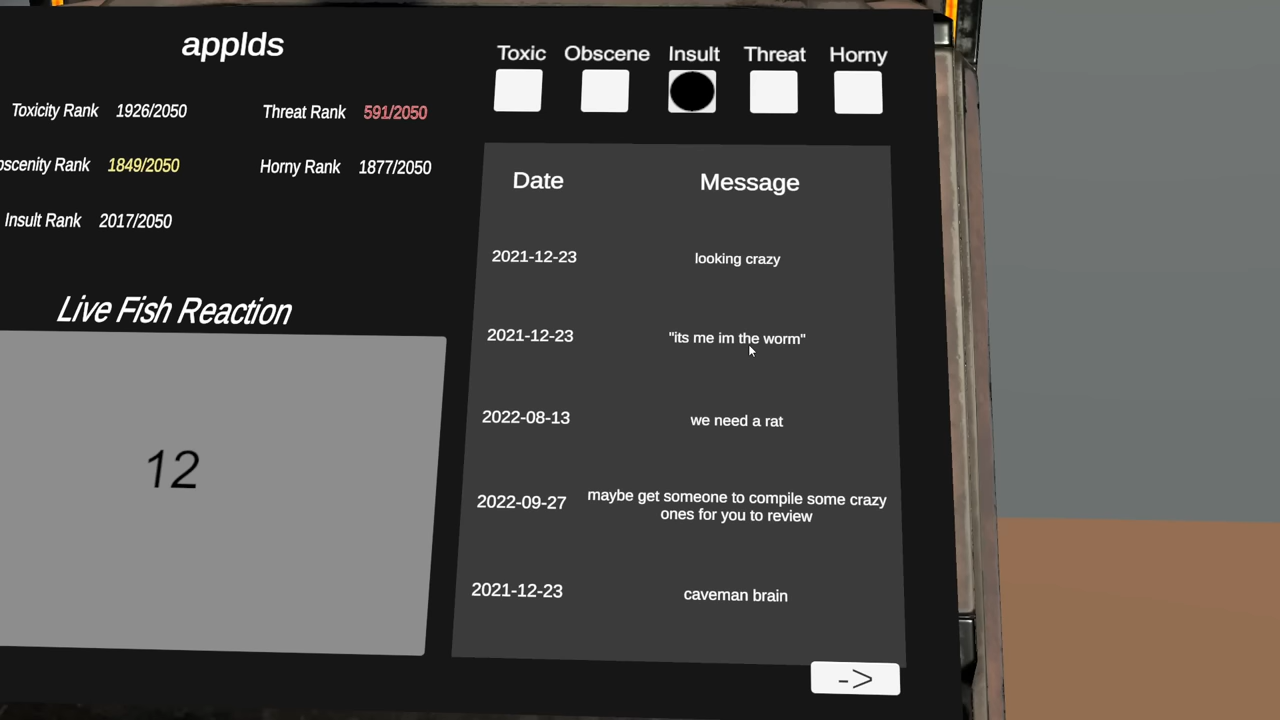 applds
Toxicity Rank 1926/2050
Threat Rank 591/2050
bscenity Rank 1849/2050
Horny Rank 1877/2050
Insult Rank 2017/2050
Live Fish Reaction
12
Toxic Obscene Insult Threat Horny
Date Message
2021-12-23 looking crazy
2021-12-23 "its me im the worm"
2022-08-13 we need a rat
2022-09-27 maybe get someone to compile some crazy
ones for you to review
2021-12-23 caveman brain
->